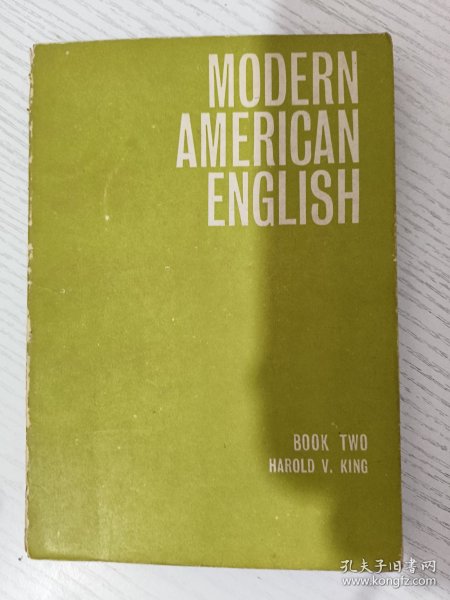 MODERN
AMERICAN
ENGLISH
BOOK TWO
HAROLD V. KING
孔夫子旧书网
www.kongfz.com